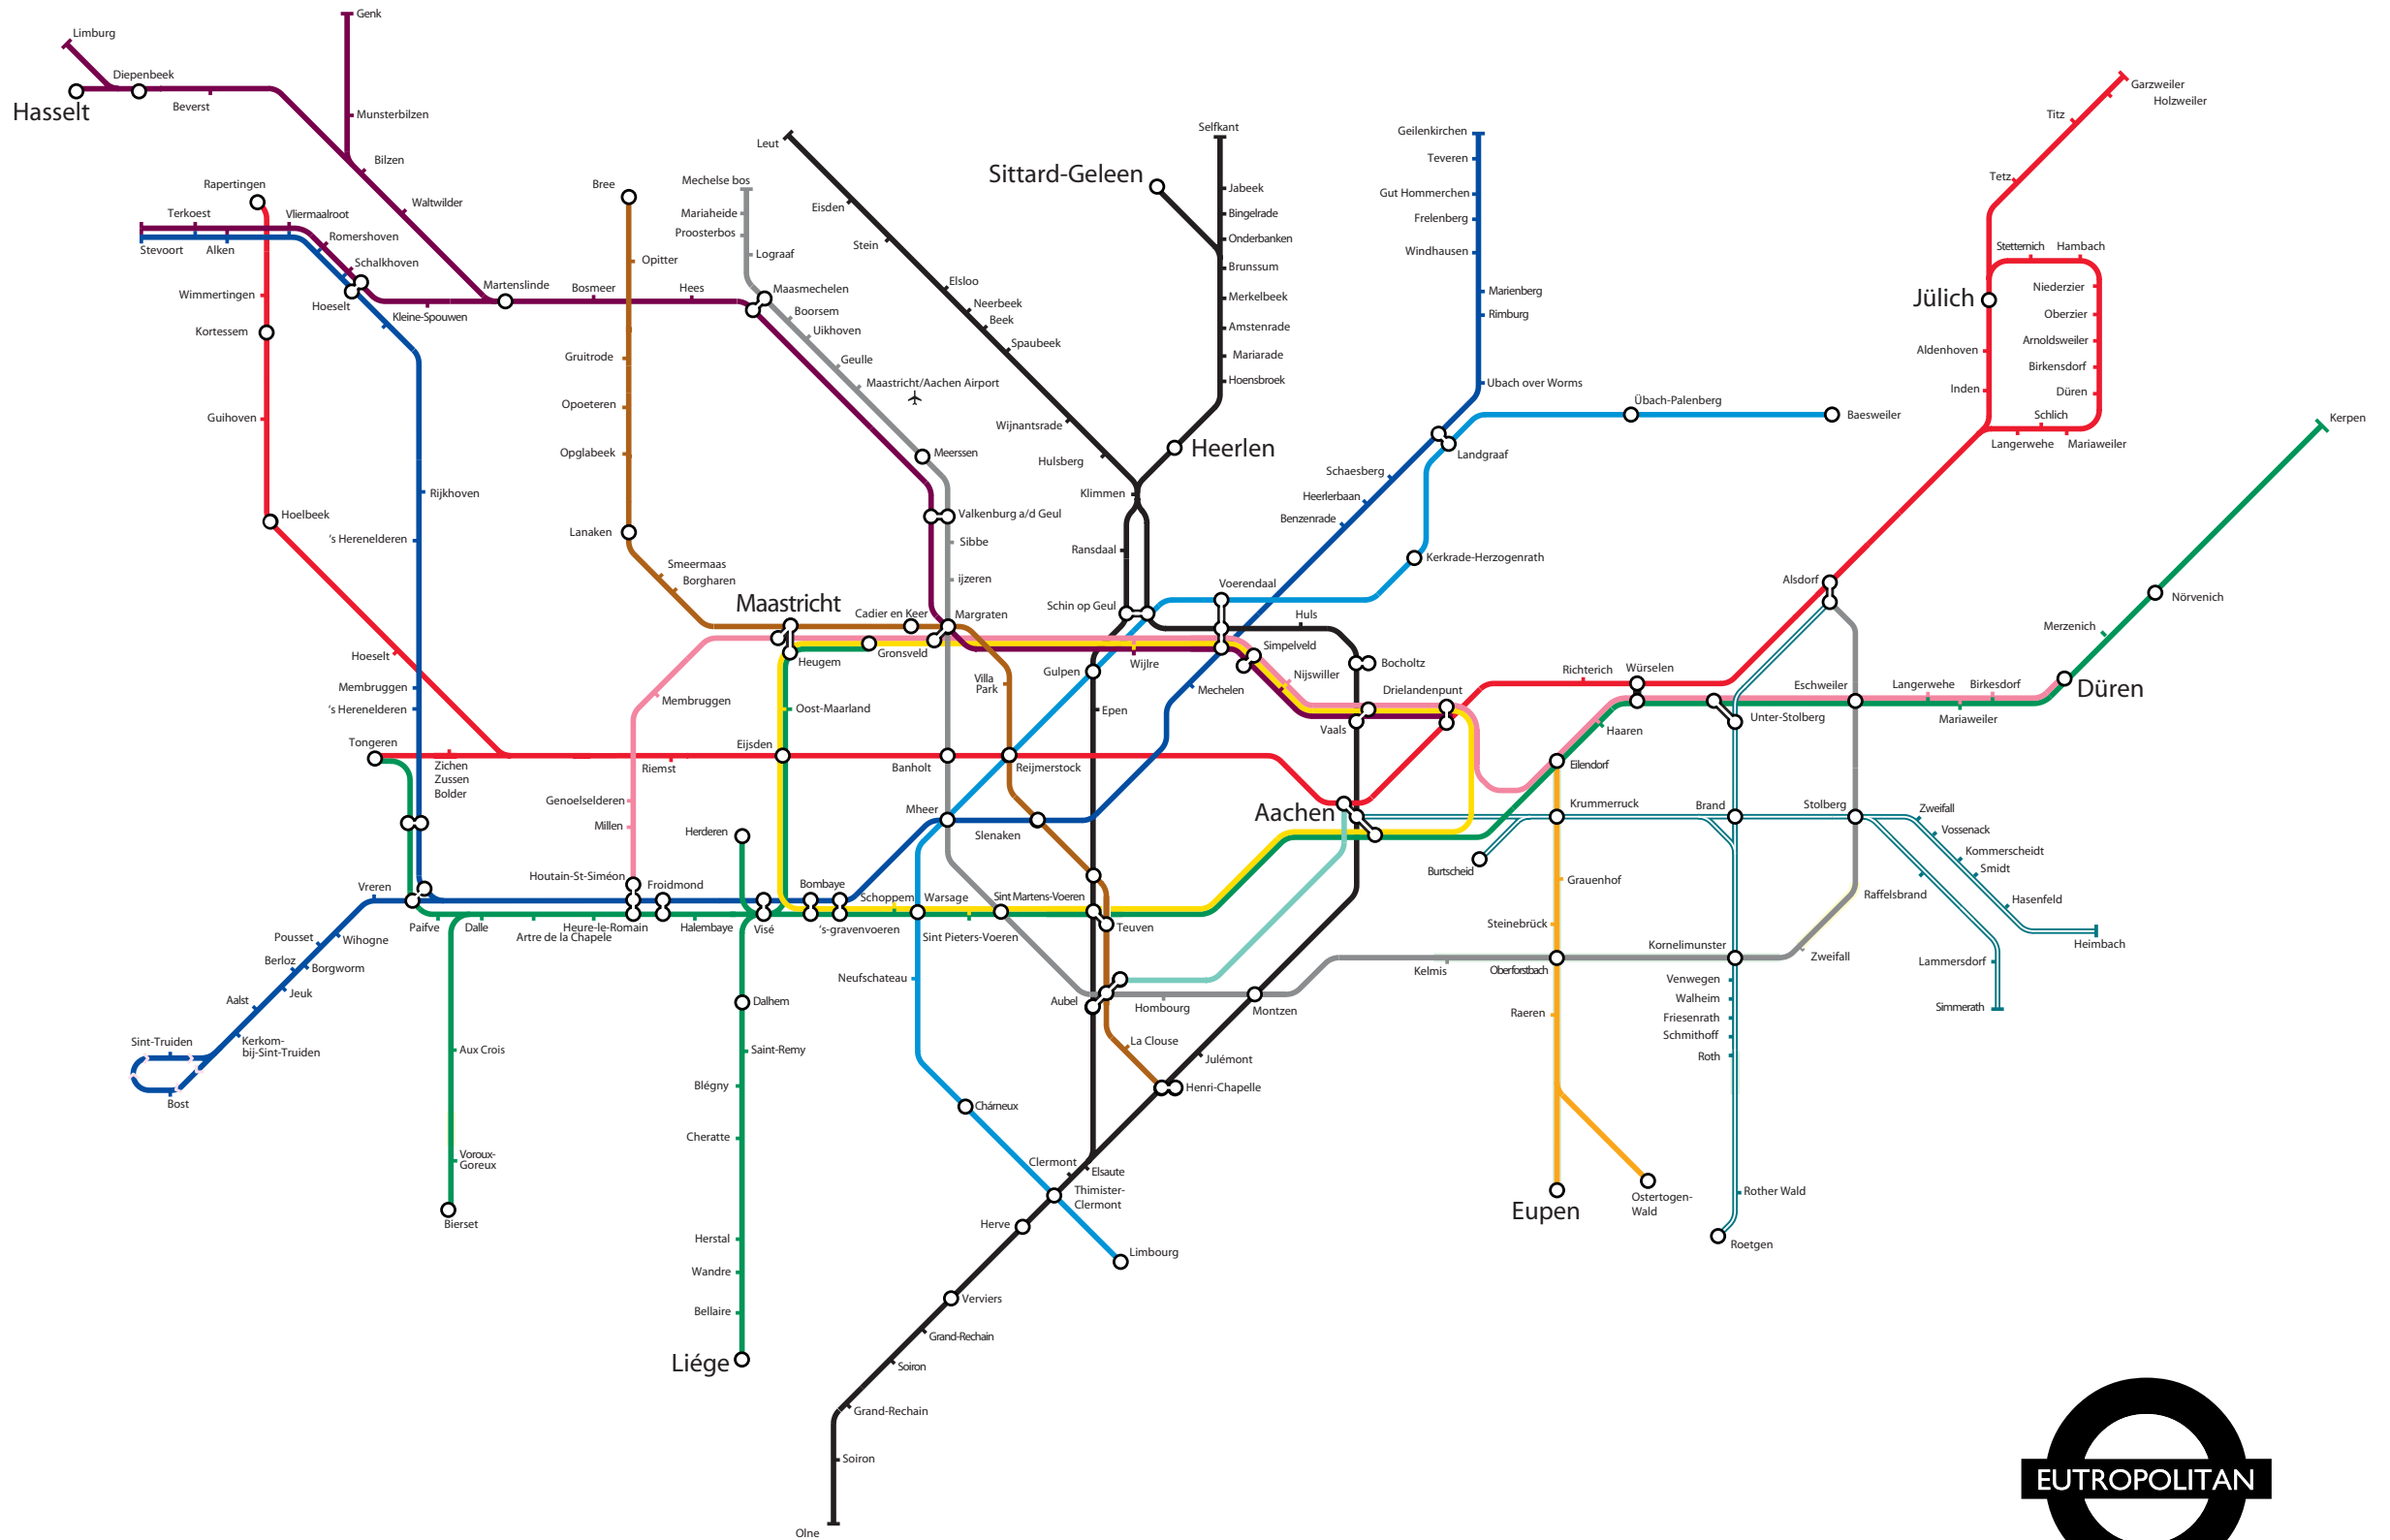 Genk
Limburg
Diepenbeek
Hasselt
Beverst
Munsterbilzen
Bilzen
Rapertingen
Waltwilder
Terkoest
Vliermaalroot
Romershoven
Stevoort
Alken
Schalkhoven
Hoeselt
Martenslinde
Bosmeer
Hees
Kleine-Spouwen
Wimmertingen
Kortessem
Guihoven
Hoelbeek
Rijkhoven
's Herenelderen
Hoeselt
Membruggen
's Herenelderen
Tongeren
Zichen
Zussen
Bolder
Riemst
Bree
Opitter
Gruitrode
Opoeteren
Opglabeek
Lanaken
Smeermaas
Borgharen
Maastricht
Mechelse bos
Mariaheide
Proosterbos
Lograaf
Maasmechelen
Boorsem
Uikhoven
Geulle
Maastricht/Aachen Airport
Meerssen
Valkenburg a/d Geul
Sibbe
ijzeren
Cadier en Keer
Margraten
Leut
Eisden
Stein
Elsloo
Neerbeek
Beek
Spaubeek
Wijnantsrade
Hulsberg
Klimmen
Ransdaal
Schin op Geul
Sittard-Geleen
Selfkant
Jabeek
Bingelrade
Onderbanken
Brunssum
Merkelbeek
Amstenrade
Mariarade
Hoensbroek
Heerlen
Geilenkirchen
Teveren
Gut Hommerchen
Frelenberg
Windhausen
Marienberg
Rimburg
Ubach over Worms
Übach-Palenberg
Baesweiler
Landgraaf
Schaesberg
Heerlerbaan
Benzenrade
Kerkrade-Herzogenrath
Voerendaal
Huls
Simpelveld
Bocholtz
Nijswiller
Drielandenpunt
Vaals
Wijlre
Gulpen
Mechelen
Epen
Villa
Park
Gronsveld
Heugem
Oost-Maarland
Eijsden
Banholt
Reijmerstock
Mheer
Slenaken
Membruggen
Genoelselderen
Millen
Houtain-St-Siméon
Froidmond
Herderen
Bombaye
Schoppem
Warsage
Sint Martens-Voeren
Vreren
Paifve
Dalle
Artre de la Chapele
Heure-le-Romain
Halembaye
Visé
's-gravenvoeren
Sint Pieters-Voeren
Teuven
Pousset
Wihogne
Berloz
Borgworm
Aalst
Jeuk
Kerkom-
bij-Sint-Truiden
Sint-Truiden
Bost
Aux Crois
Voroux-
Goreux
Bierset
Dalhem
Saint-Remy
Blégny
Cheratte
Herstal
Wandre
Bellaire
Liége
Neufschateau
Chárneux
Aubel
Hombourg
Montzen
La Clouse
Julémont
Henri-Chapelle
Clermont
Elsaute
Thimister-
Clermont
Herve
Limbourg
Verviers
Grand-Rechain
Soiron
Grand-Rechain
Soiron
Olne
Garzweiler
Holzweiler
Titz
Tetz
Stetternich
Hambach
Jülich
Niederzier
Oberzier
Arnoldsweiler
Birkensdorf
Düren
Aldenhoven
Inden
Schlich
Langerwehe
Mariaweiler
Kerpen
Nörvenich
Merzenich
Düren
Alsdorf
Richterich
Würselen
Eschweiler
Langerwehe
Birkesdorf
Mariaweiler
Unter-Stolberg
Haaren
Eilendorf
Aachen
Krummerruck
Brand
Stolberg
Zweifall
Vossenack
Kommerscheidt
Smidt
Hasenfeld
Heimbach
Raffelsbrand
Lammersdorf
Simmerath
Burtscheid
Grauenhof
Steinebrück
Oberforstbach
Kornelimunster
Zweifall
Kelmis
Raeren
Venwegen
Walheim
Friesenrath
Schmithoff
Roth
Rother Wald
Roetgen
Ostertogen-
Wald
Eupen
EUTROPOLITAN